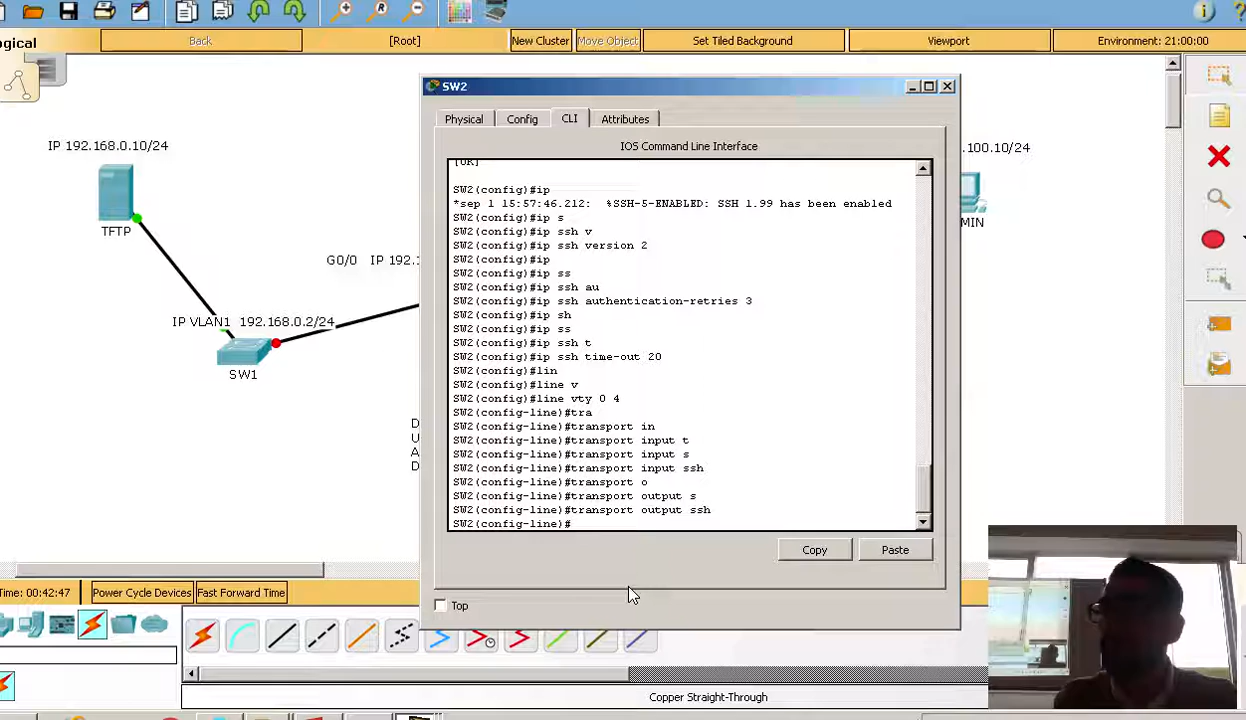 ogical
Back
[Root]
New Cluster
Move Object
Set Tiled Background
Viewport
Environment: 21:00:00
SW2
Physical
Config
CLI
Attributes
IOS Command Line Interface
[OK]
SW2(config)#ip
*sep 1 15:57:46.212: %SSH-5-ENABLED: SSH 1.99 has been enabled
SW2(config)#ip s
SW2(config)#ip ssh v
SW2(config)#ip ssh version 2
SW2(config)#ip
SW2(config)#ip ss
SW2(config)#ip ssh au
SW2(config)#ip ssh authentication-retries 3
SW2(config)#ip sh
SW2(config)#ip ss
SW2(config)#ip ssh t
SW2(config)#ip ssh time-out 20
SW2(config)#lin
SW2(config)#line v
SW2(config)#line vty 0 4
SW2(config-line)#tra
SW2(config-line)#transport in
SW2(config-line)#transport input t
SW2(config-line)#transport input s
SW2(config-line)#transport input ssh
SW2(config-line)#transport o
SW2(config-line)#transport output s
SW2(config-line)#transport output ssh
SW2(config-line)#
Copy
Paste
Top
IP 192.168.0.10/24
TFTP
G0/0 IP 192.
IP VLAN1 192.168.0.2/24
SW1
D
U
A
D
.100.10/24
MIN
Time: 00:42:47
Power Cycle Devices
Fast Forward Time
Copper Straight-Through